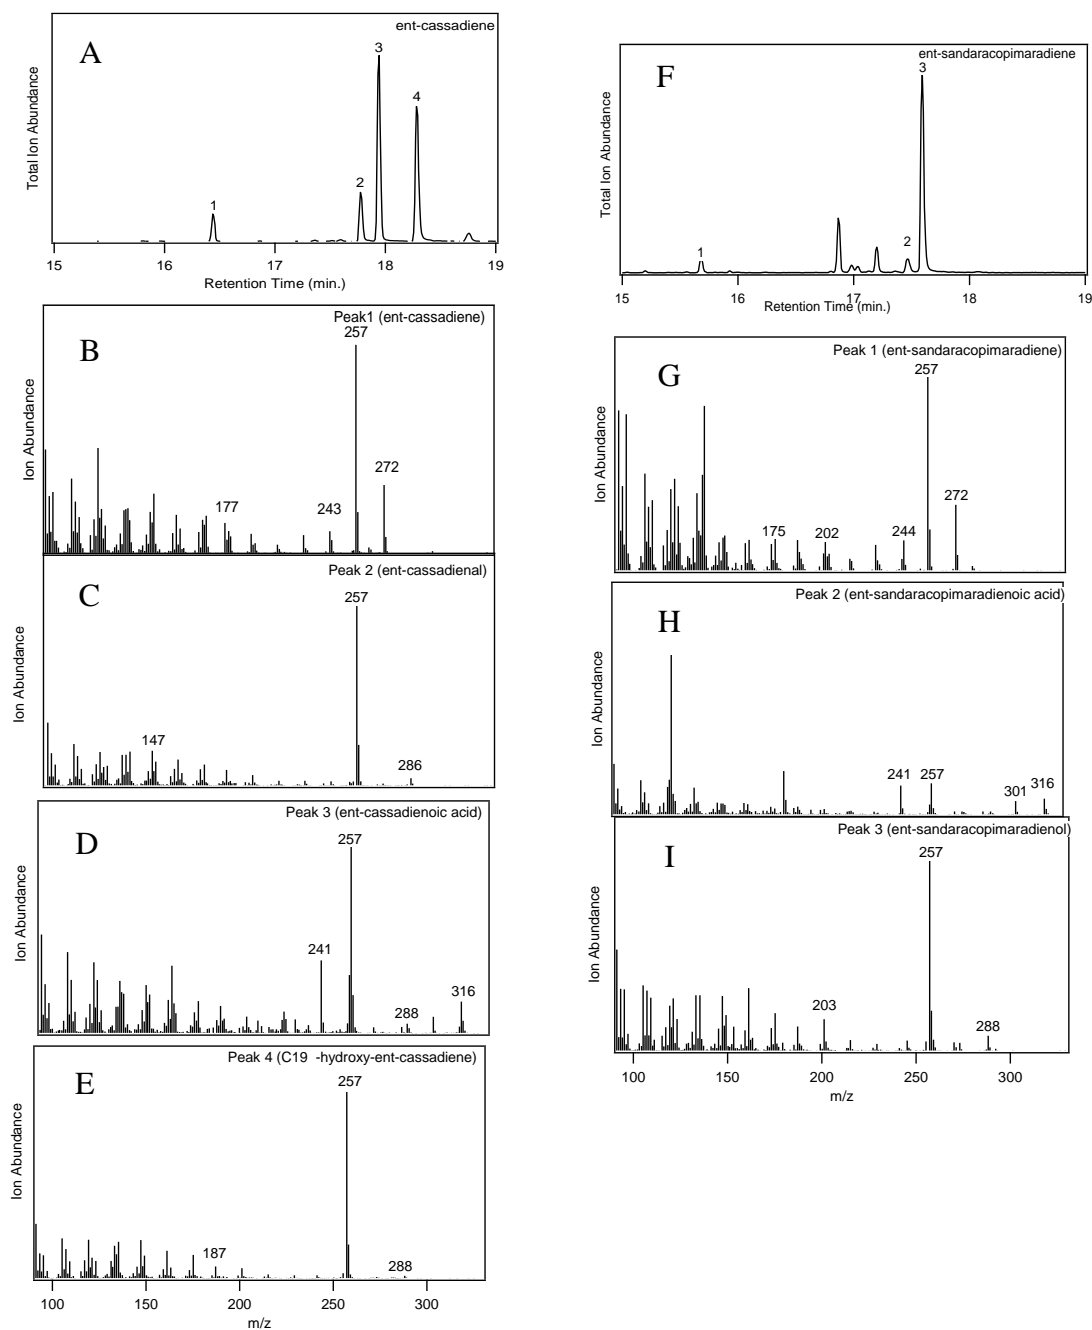 A
ent-cassadiene
Total Ion Abundance
1
2
3
4
15
16
17
18
19
Retention Time (min.)
B
Peak1 (ent-cassadiene)
Ion Abundance
177
243
257
272
C
Peak 2 (ent-cassadienal)
Ion Abundance
147
257
286
D
Peak 3 (ent-cassadienoic acid)
Ion Abundance
241
257
288
316
E
Peak 4 (C19 -hydroxy-ent-cassadiene)
Ion Abundance
187
257
288
100
150
200
250
300
m/z
F
ent-sandaracopimaradiene
Total Ion Abundance
1
2
3
15
16
17
18
19
Retention Time (min.)
G
Peak 1 (ent-sandaracopimaradiene)
Ion Abundance
175
202
244
257
272
H
Peak 2 (ent-sandaracopimaradienoic acid)
Ion Abundance
241
257
301
316
I
Peak 3 (ent-sandaracopimaradienol)
Ion Abundance
203
257
288
100
150
200
250
300
m/z